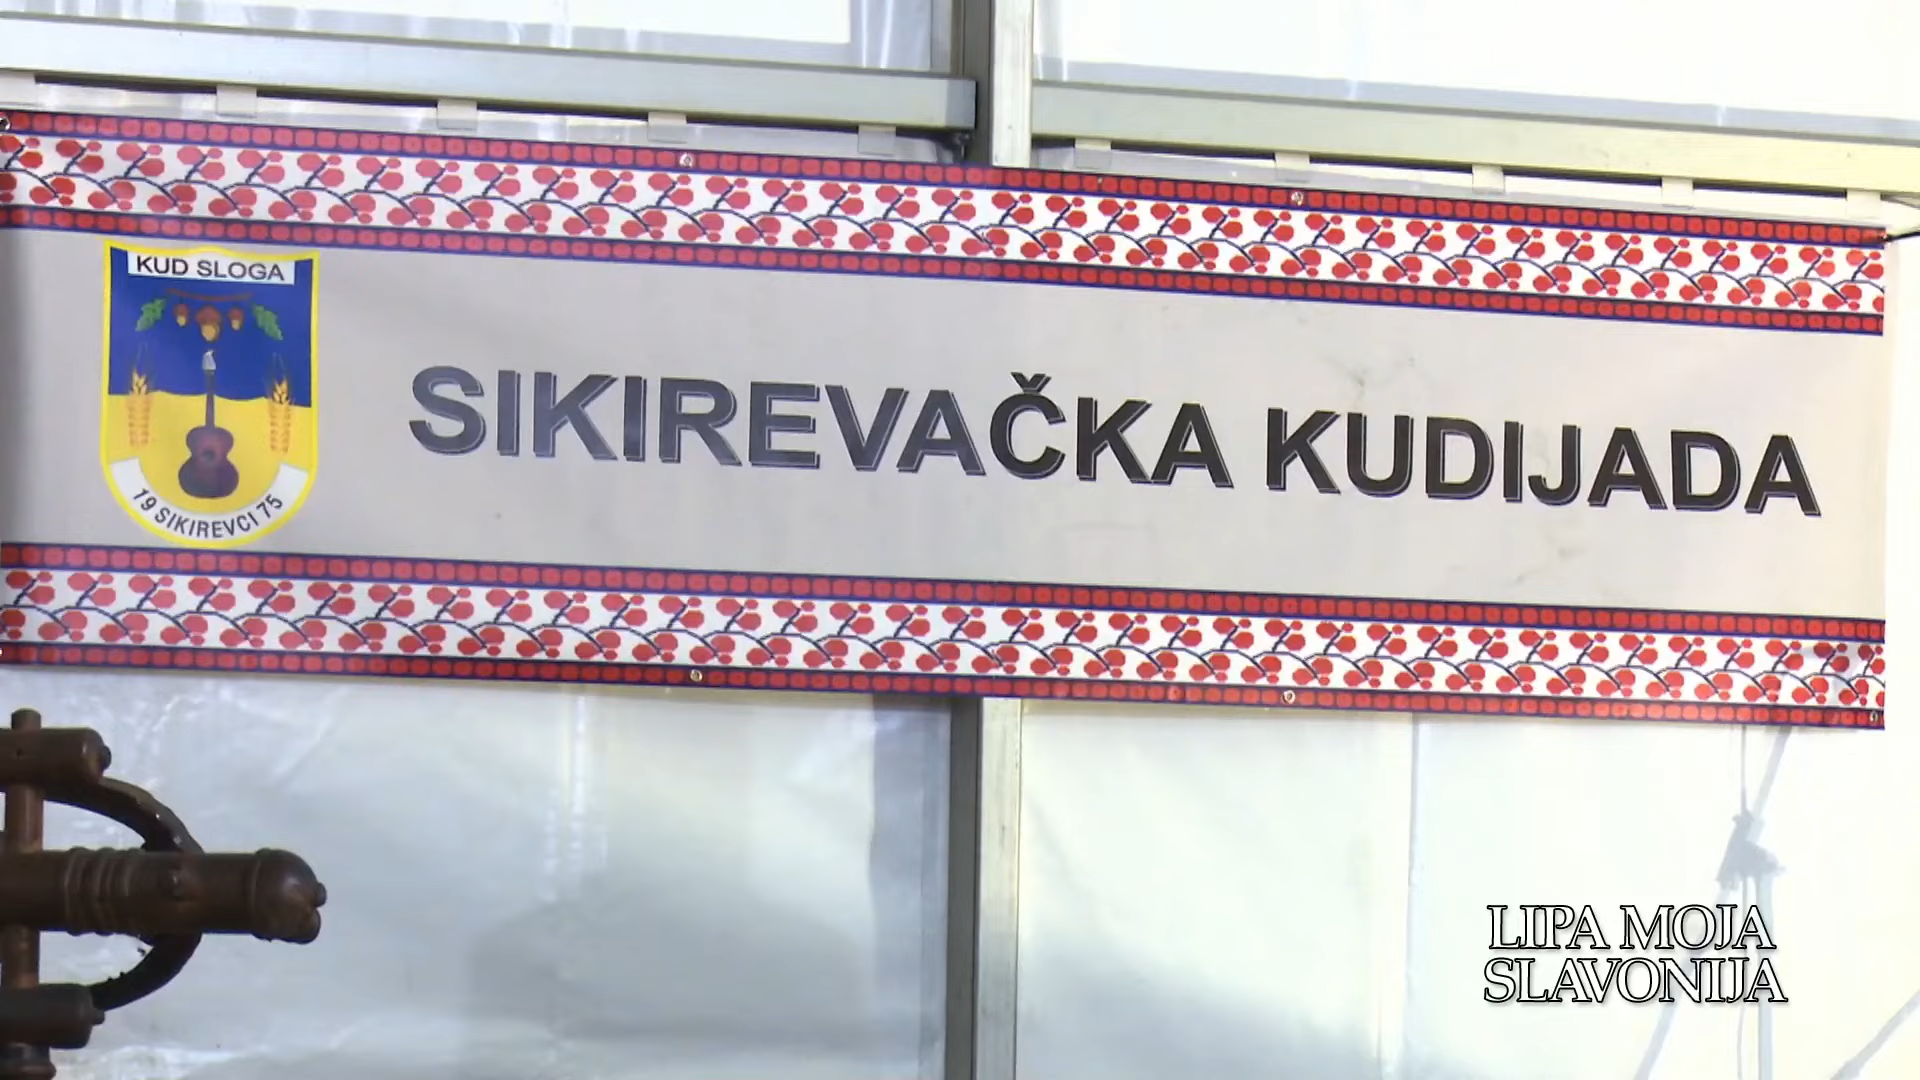 KUD SLOGA
19 SIKIREVCI 75
SIKIREVAČKA KUDIJADA
LIPA MOJA
SLAVONIJA